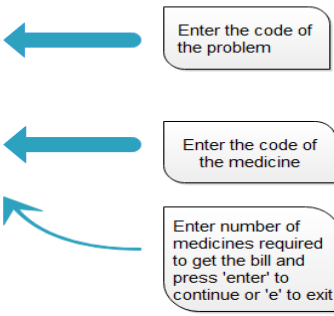 Enter the code of
the problem
Enter the code of
the medicine
Enter number of
medicines required
to get the bill and
press 'enter' to
continue or 'e' to exit